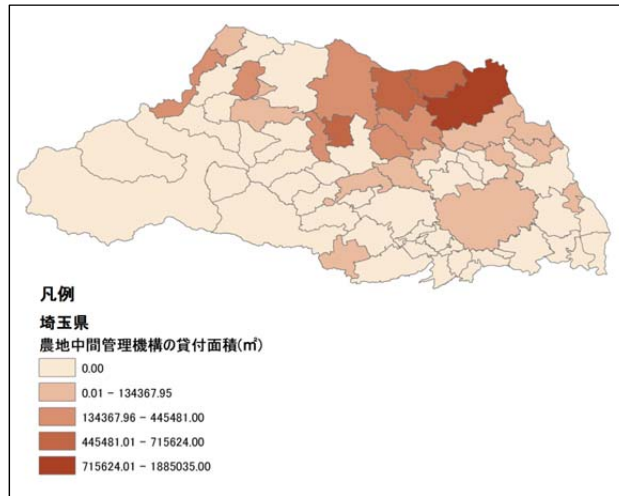 凡例
埼玉県
農地中間管理機構の貸付面積(㎡)
0.00
0.01 - 134367.95
134367.96 - 445481.00
445481.01 - 715624.00
715624.01 - 1885035.00